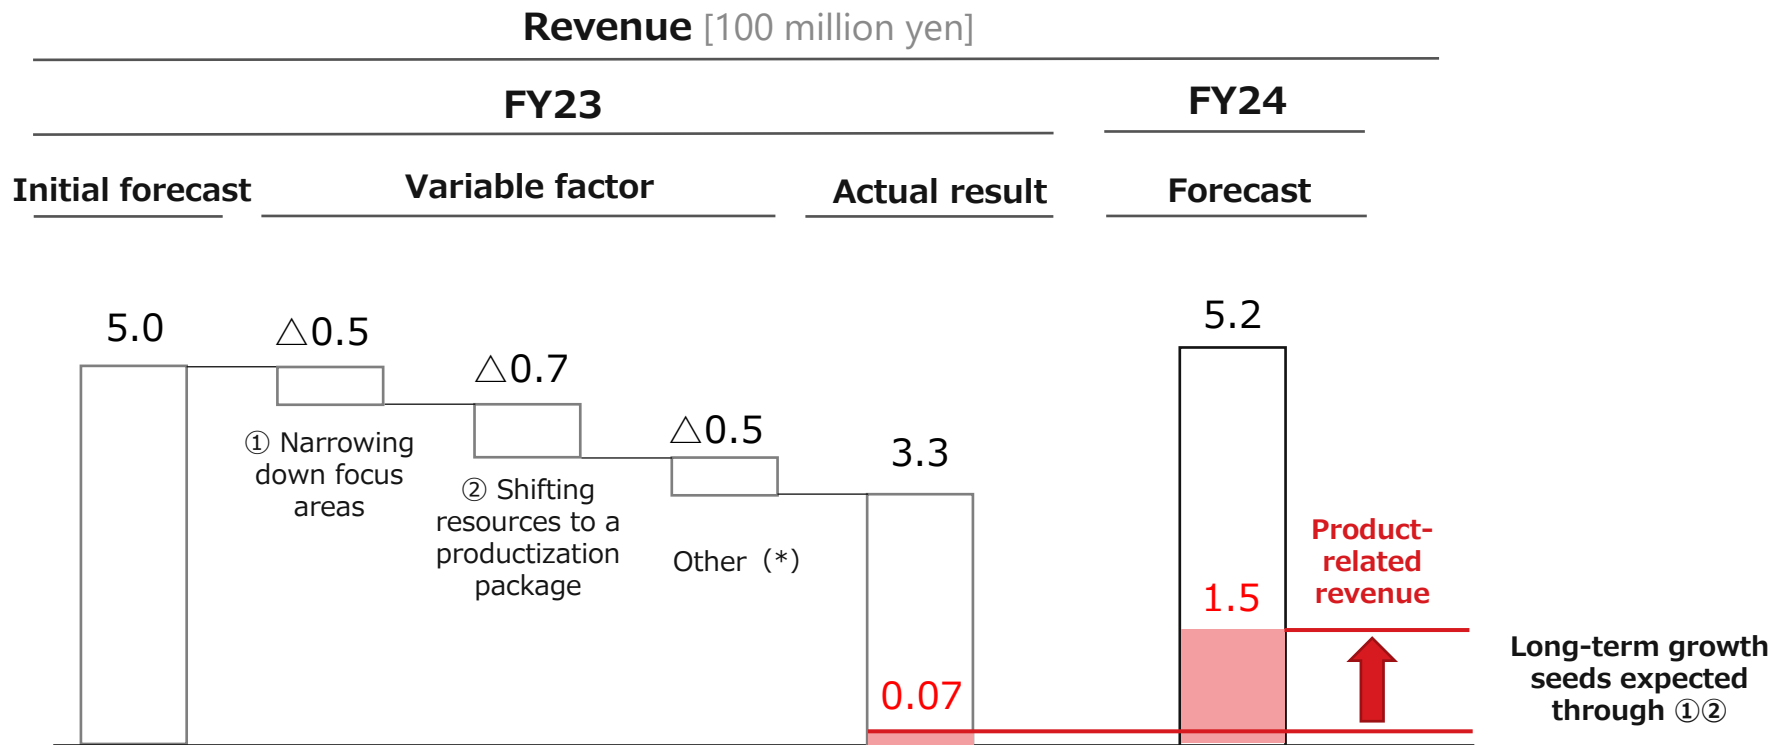 Revenue [100 million yen]
FY23
FY24
Initial forecast
Variable factor
Actual result
Forecast
5.0
△0.5
① Narrowing
down focus
areas
△0.7
② Shifting
resources to a
productization
package
△0.5
Other (*)
3.3
0.07
5.2
1.5
Product-
related
revenue
Long-term growth
seeds expected
through ①②